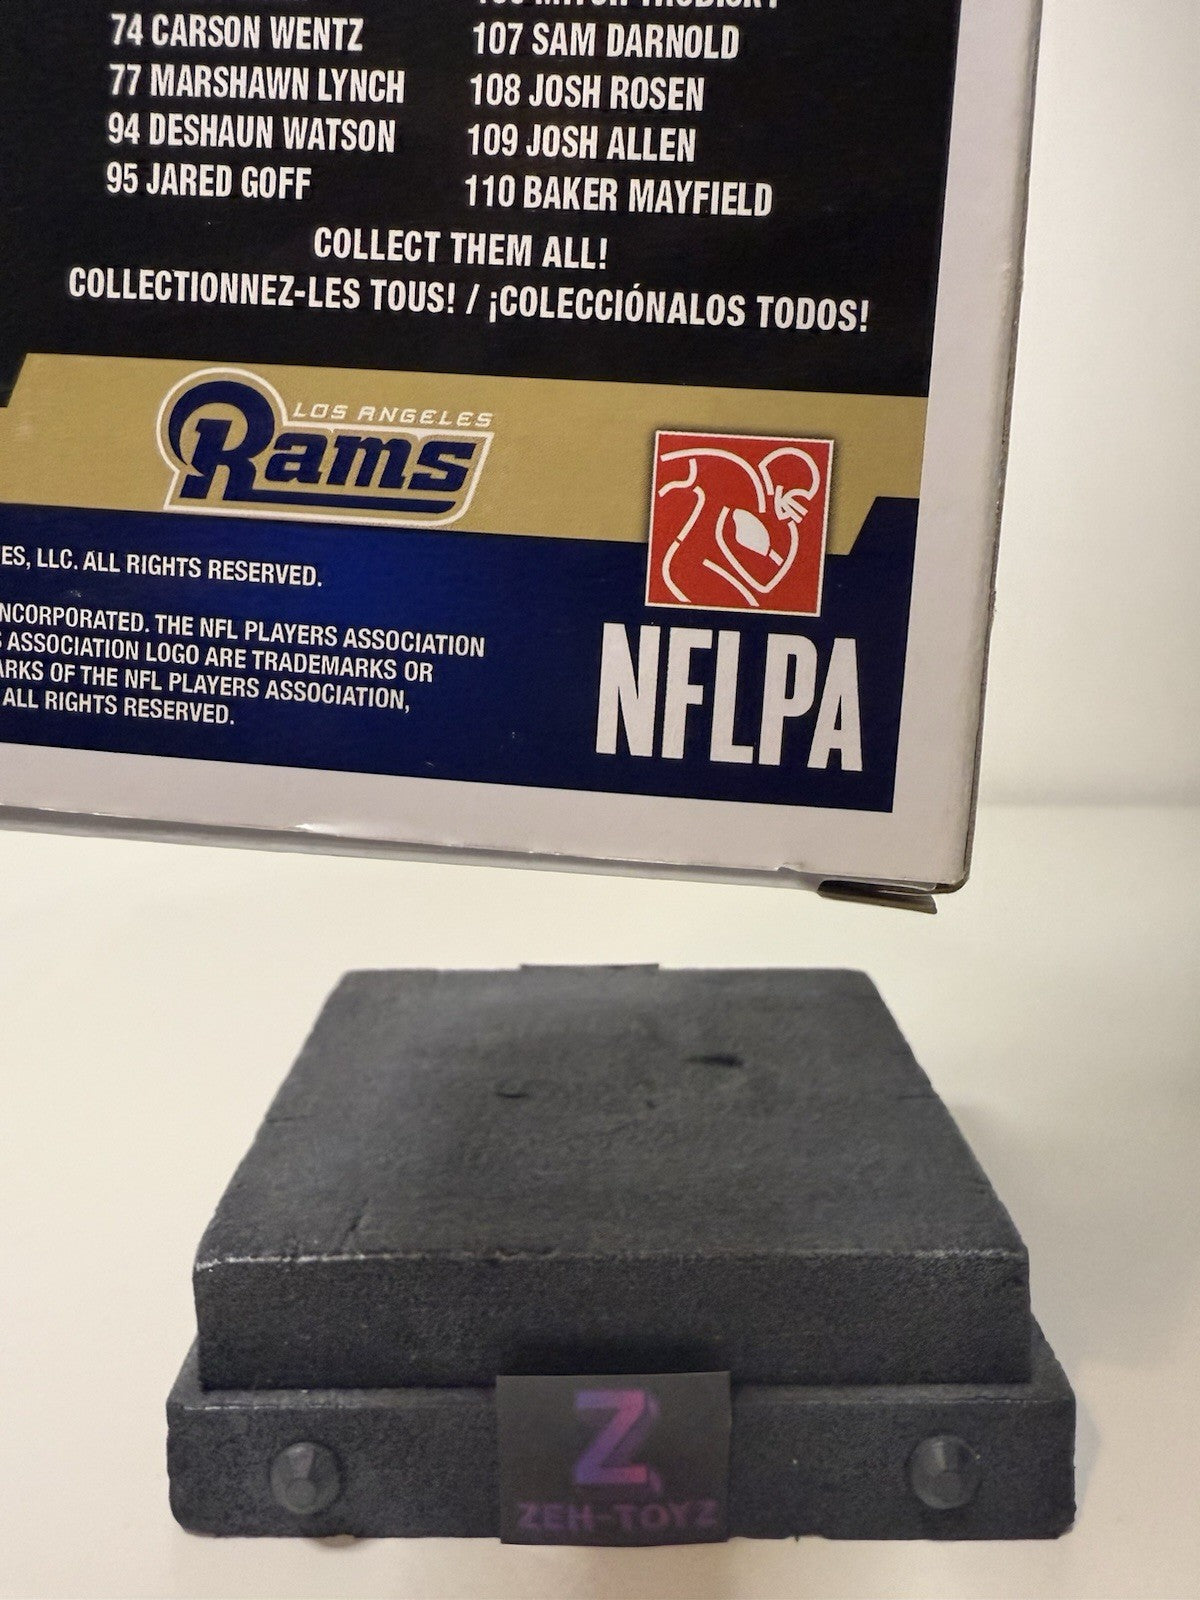 74 CARSON WENTZ
77 MARSHAWN LYNCH
94 DESHAUN WATSON
95 JARED GOFF
107 SAM DARNOLD
108 JOSH ROSEN
109 JOSH ALLEN
110 BAKER MAYFIELD
COLLECT THEM ALL!
COLLECTIONNEZ-LES TOUS! / ¡COLECCIÓNALOS TODOS!
LOS ANGELES
Rams
ES, LLC. ALL RIGHTS RESERVED.
NCORPORATED. THE NFL PLAYERS ASSOCIATION
ASSOCIATION LOGO ARE TRADEMARKS OR
ARKS OF THE NFL PLAYERS ASSOCIATION,
ALL RIGHTS RESERVED.
NFLPA
Z
ZEH-TOYZ